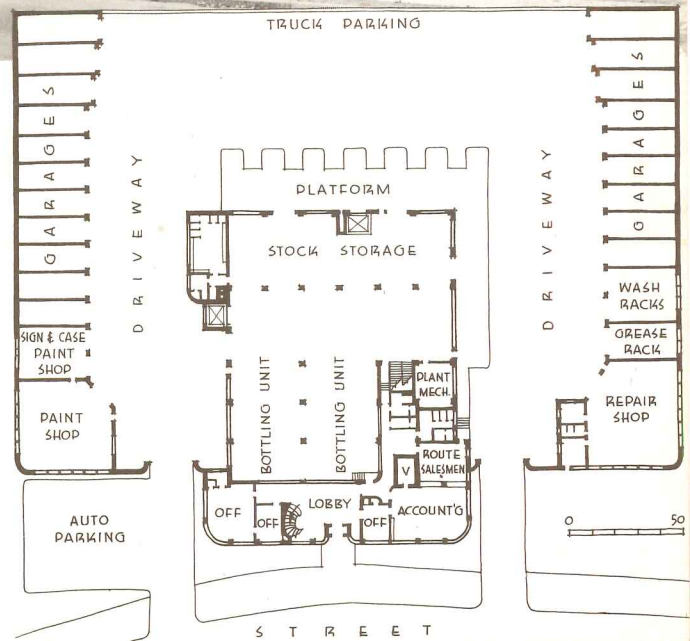 TRUCK PARKING
GARAGES
DRIVEWAY
PLATFORM
STOCK STORAGE
DRIVEWAY
GARAGES
WASH
RACKS
GREASE
RACK
REPAIR
SHOP
SIGN & CASE
PAINT
SHOP
PAINT
SHOP
BOTTLING UNIT
BOTTLING UNIT
PLANT
MECH.
ROUTE
SALESMEN
V
OFF
OFF
LOBBY
OFF
ACCOUNT'G
AUTO
PARKING
0 50
STREET